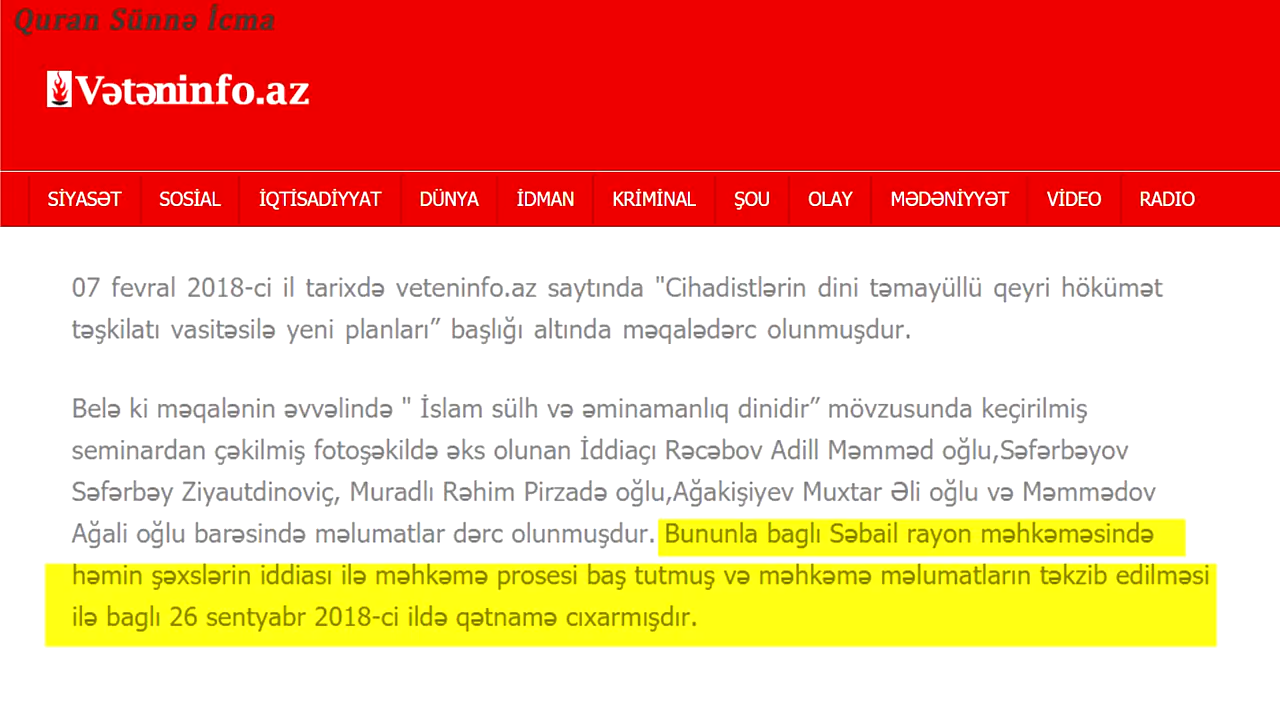 Quran Sünnə İcma
Vətəninfo.az
SİYASƏT SOSİAL İQTİSADİYYAT DÜNYA İDMAN KRİMİNAL ŞOU OLAY MƏDƏNİYYƏT VİDEO RADIO
07 fevral 2018-ci il tarixdə veteninfo.az saytında "Cihadistlərin dini təmayüllü qeyri hökümət
təşkilatı vasitəsilə yeni planları” başlığı altında məqalədərc olunmuşdur.
Belə ki məqalənin əvvəlində " İslam sülh və əminamanlıq dinidir” mövzusunda keçirilmiş
seminardan çəkilmiş fotoşəkildə əks olunan İddiaçı Rəcəbov Adill Məmməd oğlu,Səfərbəyov
Səfərbəy Ziyautdinoviç, Muradlı Rəhim Pirzadə oğlu,Ağakişiyev Muxtar Əli oğlu və Məmmədov
Ağali oğlu barəsində məlumatlar dərc olunmuşdur. Bununla baglı Səbail rayon məhkəməsində
həmin şəxslərin iddiası ilə məhkəmə prosesi baş tutmuş və məhkəmə məlumatların təkzib edilməsi
ilə baglı 26 sentyabr 2018-ci ildə qətnamə cıxarmışdır.